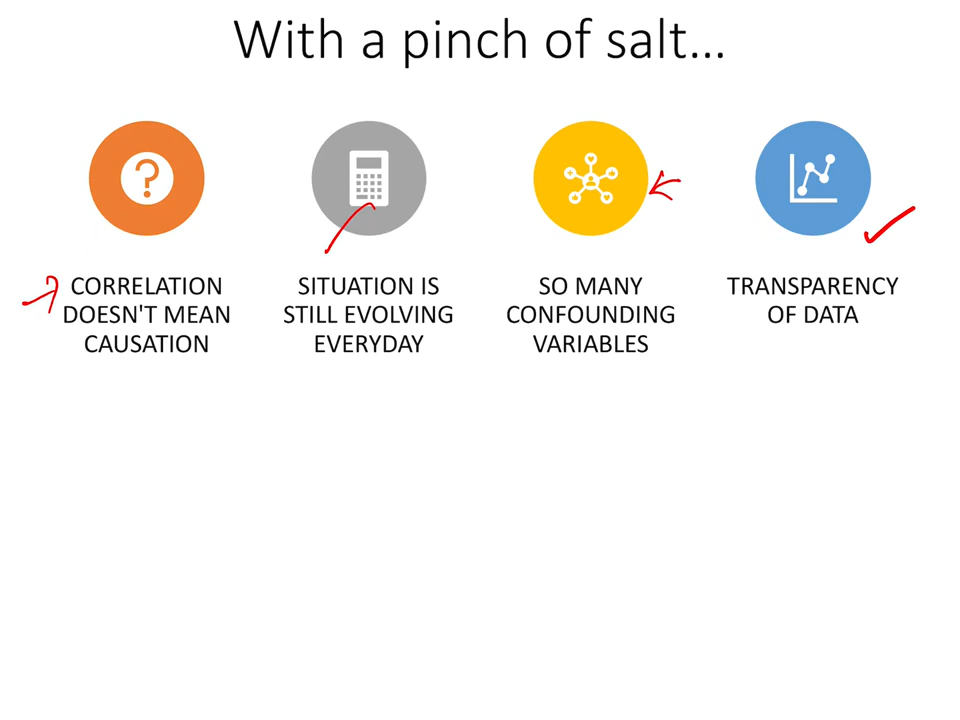 With a pinch of salt...
CORRELATION
DOESN'T MEAN
CAUSATION
SITUATION IS
STILL EVOLVING
EVERYDAY
SO MANY
CONFOUNDING
VARIABLES
TRANSPARENCY
OF DATA